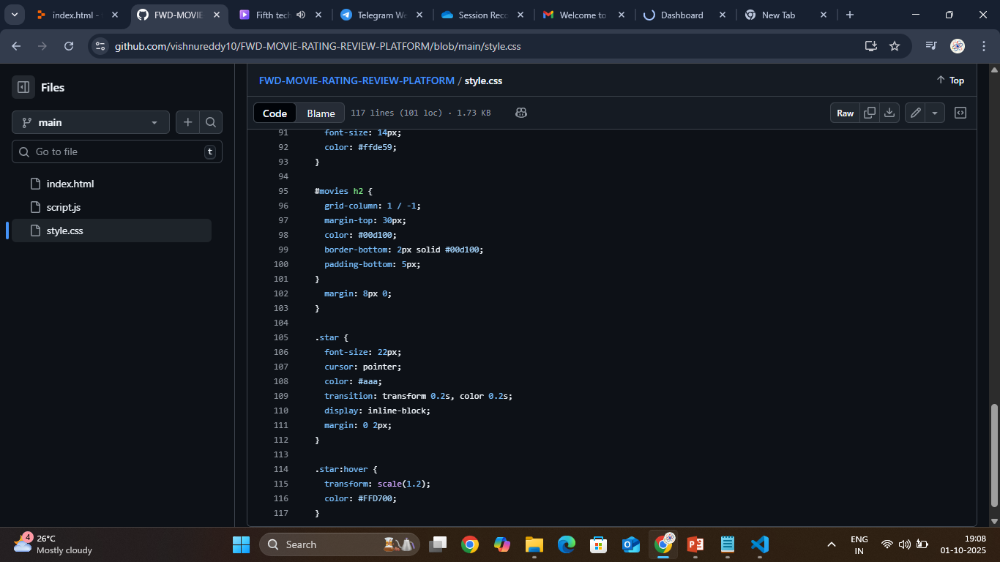 index.html -
FWD-MOVIE
Fifth tech
Telegram We
Session Reco
Welcome to
Dashboard
New Tab
github.com/vishnureddy10/FWD-MOVIE-RATING-REVIEW-PLATFORM/blob/main/style.css
Files
main
Go to file
t
index.html
script.js
style.css
FWD-MOVIE-RATING-REVIEW-PLATFORM / style.css
Top
Code
Blame
117 lines (101 loc) · 1.73 KB
Raw
91 font-size: 14px;
92 color: #ffde59;
93 }
94
95 #movies h2 {
96 grid-column: 1 / -1;
97 margin-top: 30px;
98 color: #00d100;
99 border-bottom: 2px solid #00d100;
100 padding-bottom: 5px;
101 }
102 margin: 8px 0;
103 }
104
105 .star {
106 font-size: 22px;
107 cursor: pointer;
108 color: #aaa;
109 transition: transform 0.2s, color 0.2s;
110 display: inline-block;
111 margin: 0 2px;
112 }
113
114 .star:hover {
115 transform: scale(1.2);
116 color: #FFD700;
117 }
4
26°C
Mostly cloudy
Search
ENG
IN
19:08
01-10-2025